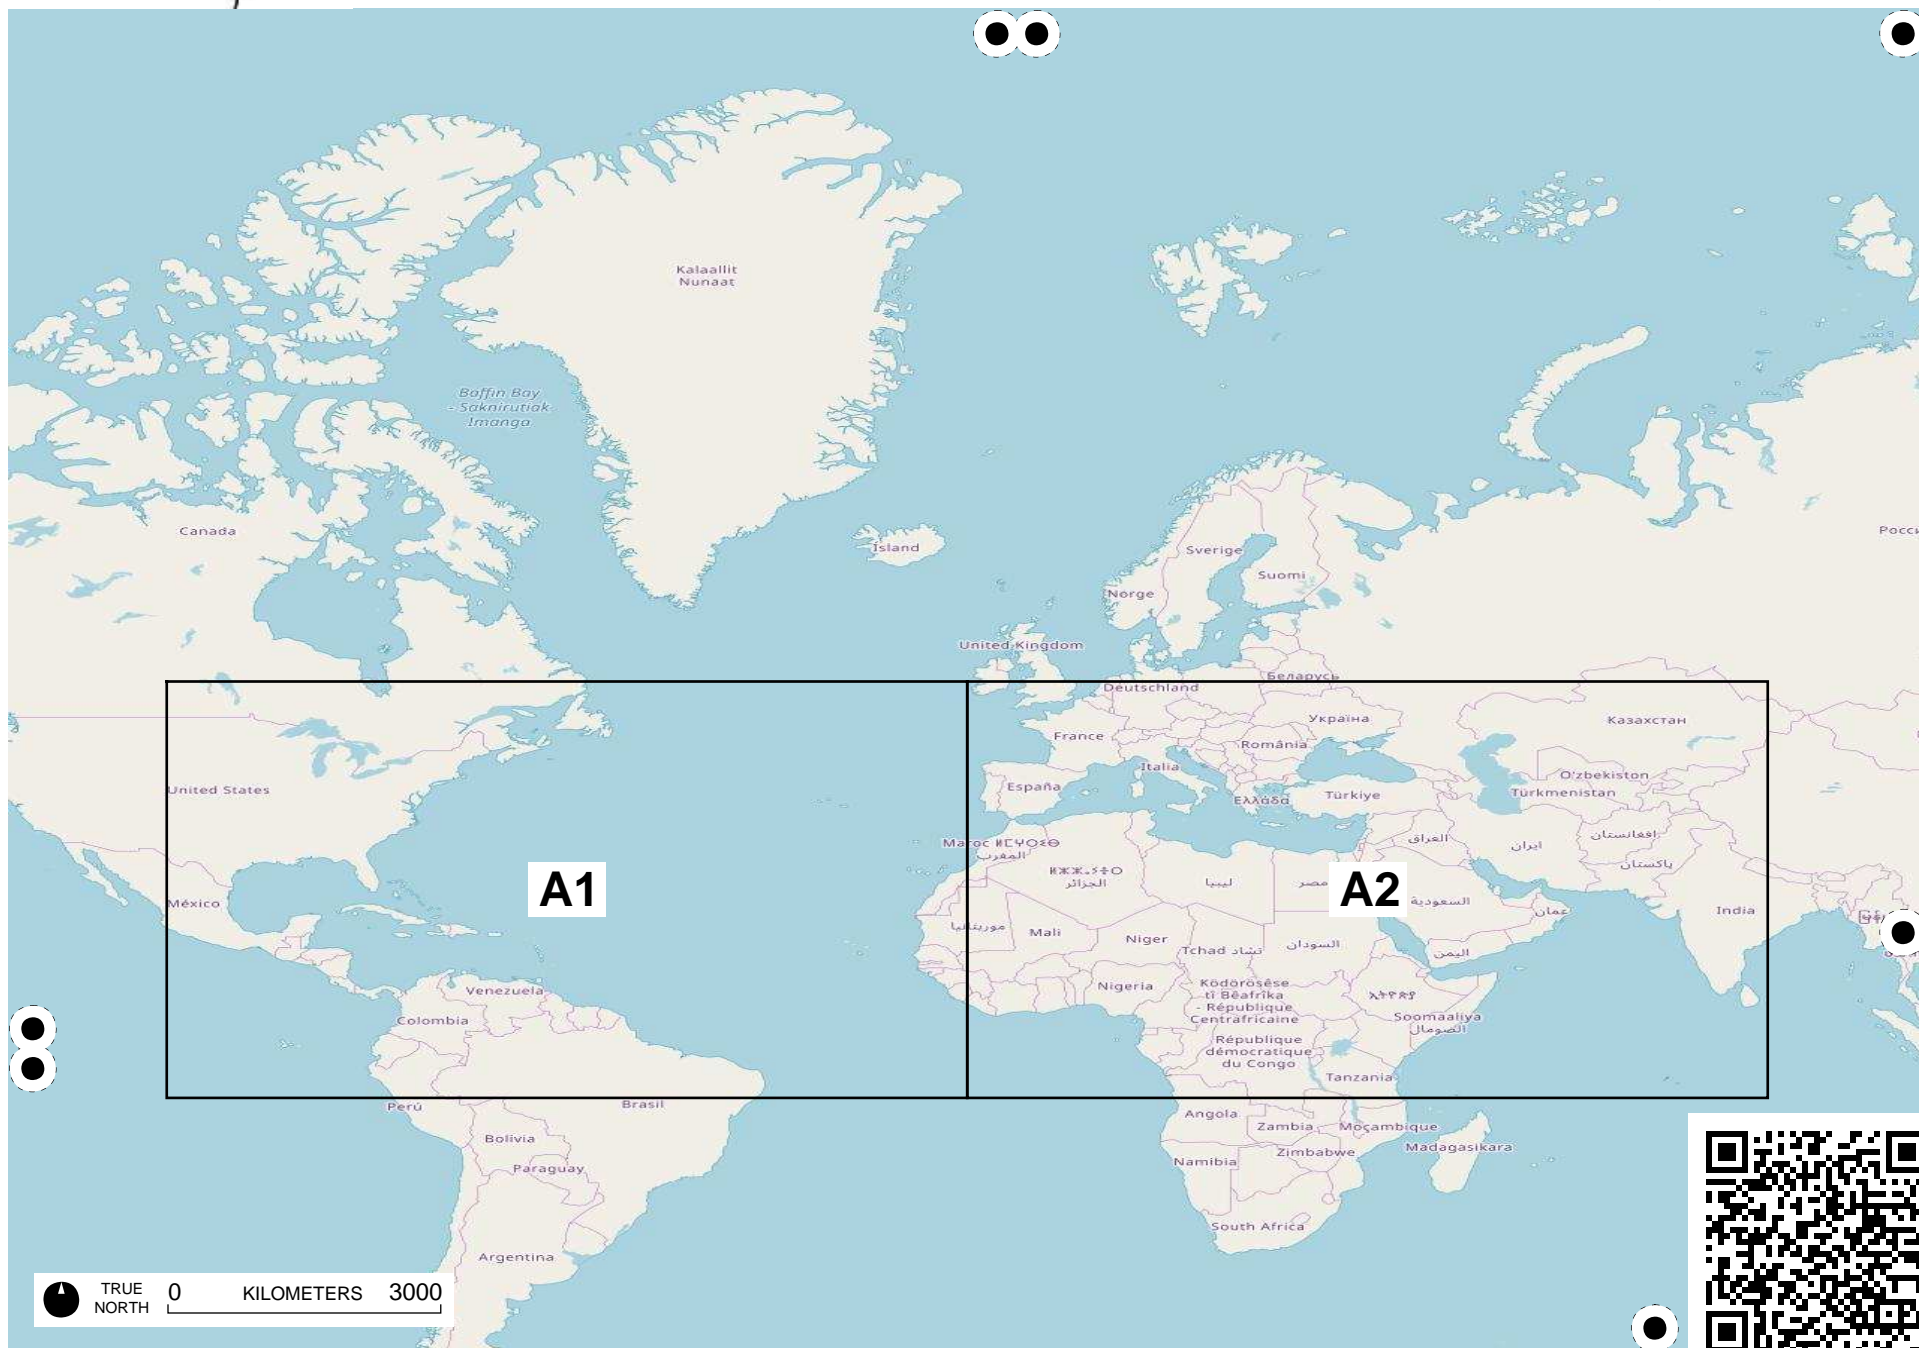 Kalaallit
Nunaat
Baffin Bay
- Saknirutiak
Imanga
Canada
Ísland
Sverige
Suomi
Norge
United Kingdom
Deutschland
Беларусь
Україна
Казахстан
France
România
Italia
O'zbekiston
España
Türkmenistan
United States
Ελλάδα
Türkiye
افغانستان
العراق
ایران
Maroc ⵍⵎⵖⵔⵉⴱ
المغرب
پاکستان
ⵍⵣⵣⴰⵢⴻⵔ
الجزائر
ليبيا
مصر
A1
A2
السعودية
México
India
عمان
موريتانيا
Mali
Niger
السودان
Tchad تشاد
اليمن
Venezuela
Nigeria
Ködörösêse
tî Bêafrîka
- République
Centrafricaine
ኢትዮጵያ
Colombia
Soomaaliya
الصومال
République
démocratique
du Congo
Tanzania
Perú
Brasil
Angola
Zambia
Moçambique
Bolivia
Madagasikara
Zimbabwe
Paraguay
Namibia
South Africa
Argentina
TRUE
NORTH
0 KILOMETERS 3000